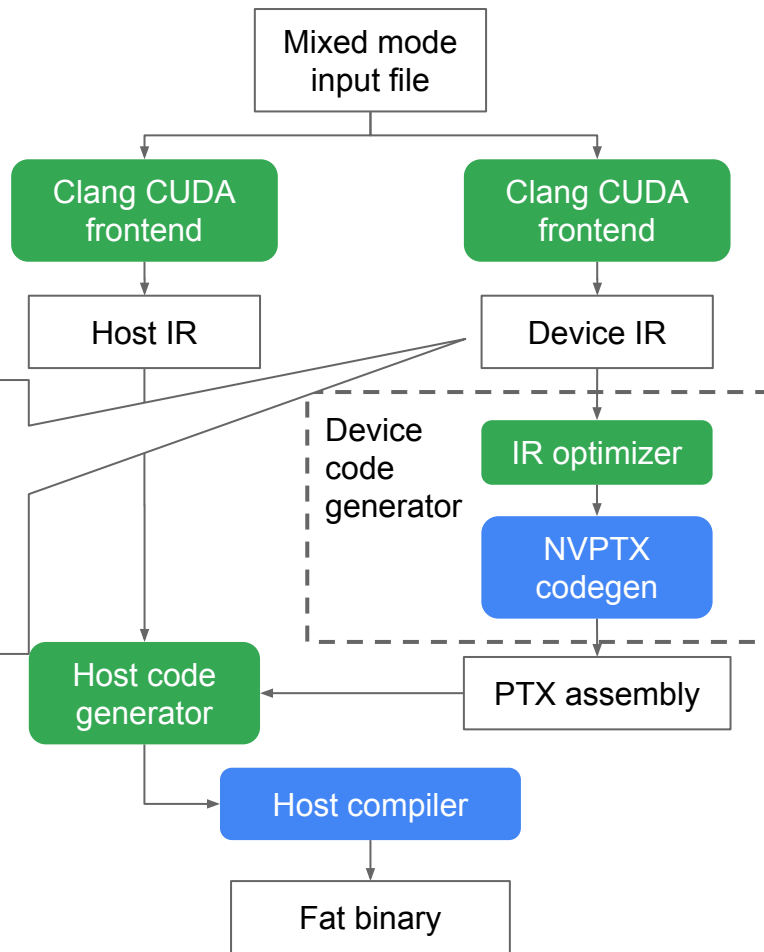 Mixed mode
input file
Clang CUDA
frontend
Clang CUDA
frontend
Host IR
Device IR
Device
code
generator
IR optimizer
NVPTX
codegen
Host code
generator
PTX assembly
Host compiler
Fat binary